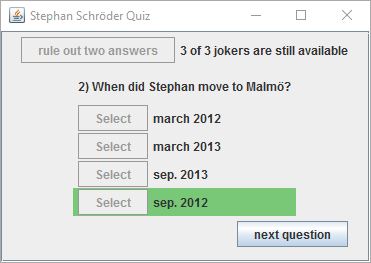 Stephan Schröder Quiz
rule out two answers 3 of 3 jokers are still available
2) When did Stephan move to Malmö?
Select march 2012
Select march 2013
Select sep. 2013
Select sep. 2012
next question